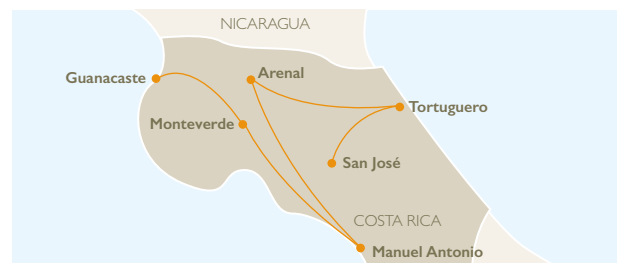 NICARAGUA
Guanacaste
Arenal
Tortuguero
Monteverde
San José
COSTA RICA
Manuel Antonio